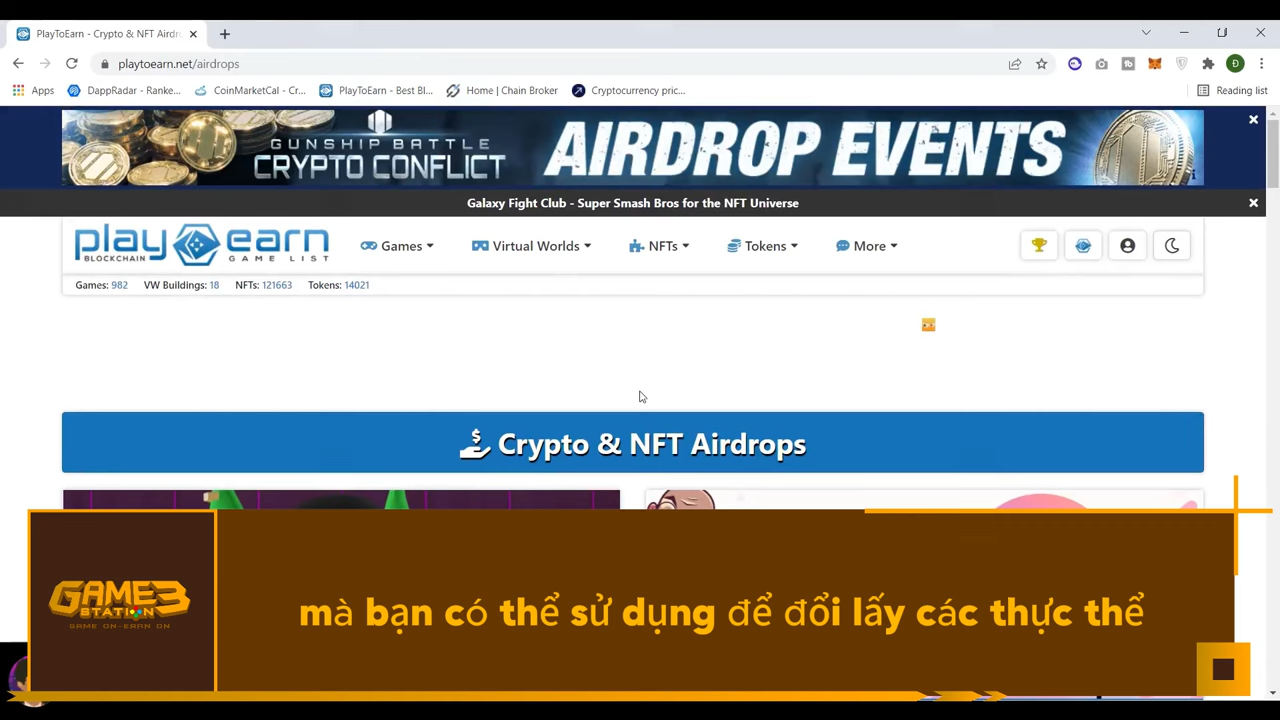 PlayToEarn - Crypto & NFT Airdr
playtoearn.net/airdrops
Apps
DappRadar - Ranke...
CoinMarketCal - Cr...
PlayToEarn - Best Bl...
Home | Chain Broker
Cryptocurrency pric...
Reading list
GUNSHIP BATTLE
CRYPTO CONFLICT
AIRDROP EVENTS
Galaxy Fight Club - Super Smash Bros for the NFT Universe
play earn
BLOCKCHAIN GAME LIST
Games
Virtual Worlds
NFTs
Tokens
More
Games: 982
VW Buildings: 18
NFTs: 121663
Tokens: 14021
Crypto & NFT Airdrops
GAME3
STATION
GAME ON-EARN ON
mà bạn có thể sử dụng để đổi lấy các thực thể